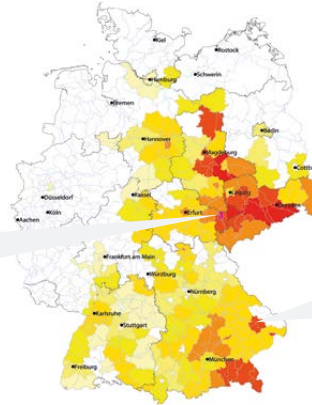 Kiel
Rostock
Hamburg
Schwerin
Bremen
Berlin
Hannover
Magdeburg
Cottbus
Düsseldorf
Kassel
Leipzig
Köln
Erfurt
Dresden
Aachen
Frankfurt am Main
Würzburg
Nürnberg
Karlsruhe
Stuttgart
Freiburg
München